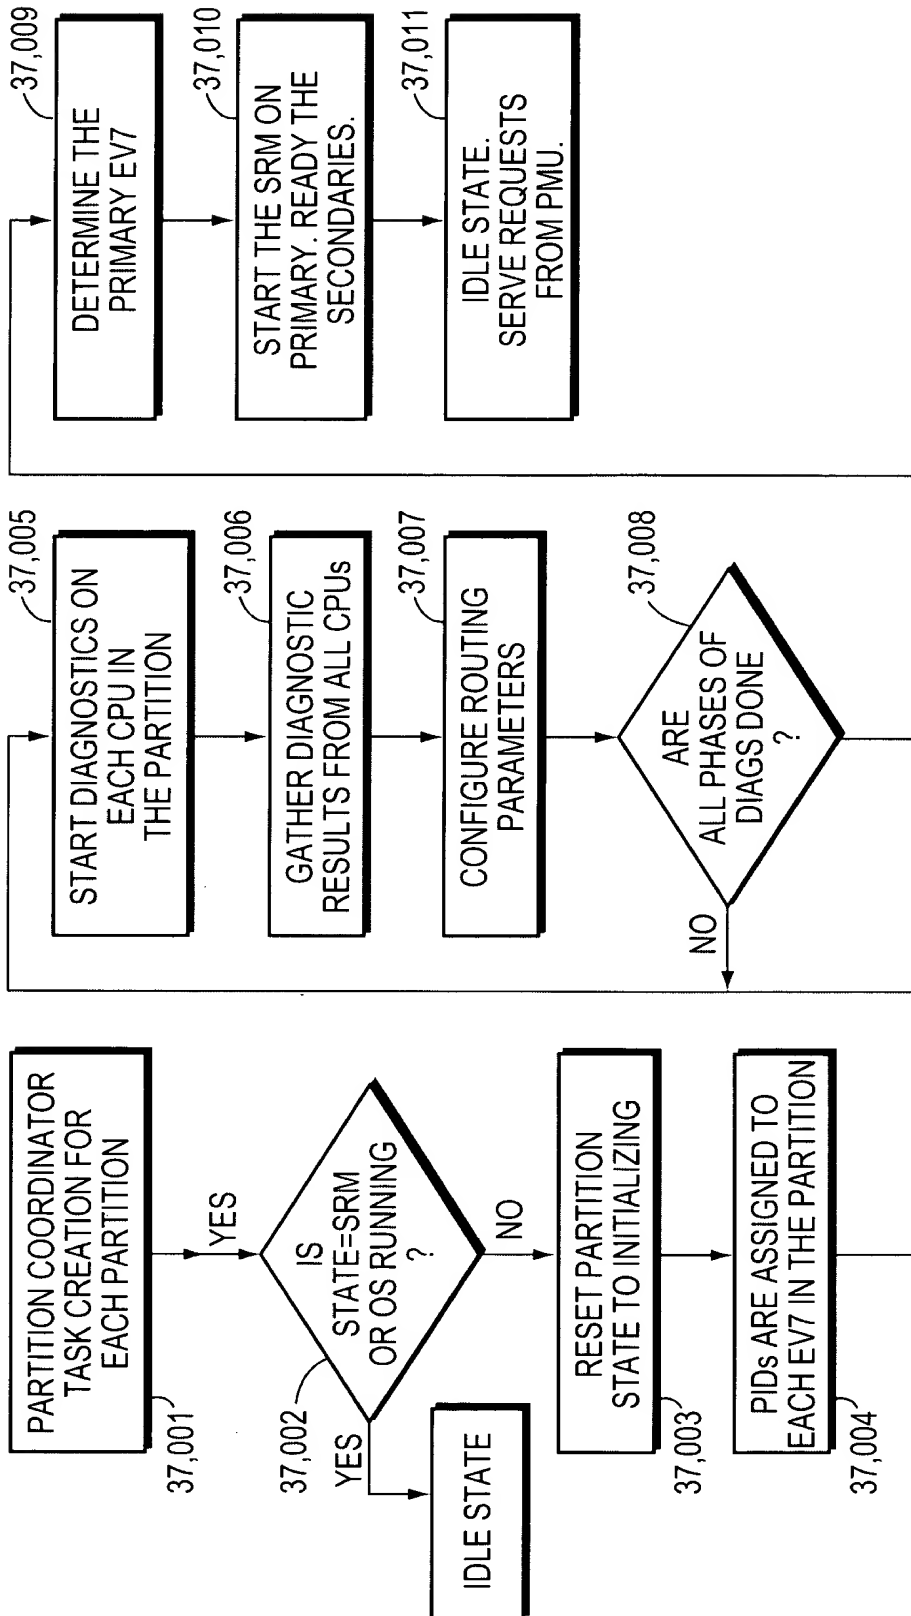 PARTITION COORDINATOR
TASK CREATION FOR
EACH PARTITION
37,001
YES
IS
STATE=SRM
OR OS RUNNING
?
37,002
YES
IDLE STATE
NO
RESET PARTITION
STATE TO INITIALIZING
37,003
PIDs ARE ASSIGNED TO
EACH EV7 IN THE PARTITION
37,004
37,005
START DIAGNOSTICS ON
EACH CPU IN
THE PARTITION
37,006
GATHER DIAGNOSTIC
RESULTS FROM ALL CPUs
37,007
CONFIGURE ROUTING
PARAMETERS
37,008
ARE
ALL PHASES OF
DIAGS DONE
?
NO
37,009
DETERMINE THE
PRIMARY EV7
37,010
START THE SRM ON
PRIMARY. READY THE
SECONDARIES.
37,011
IDLE STATE.
SERVE REQUESTS
FROM PMU.